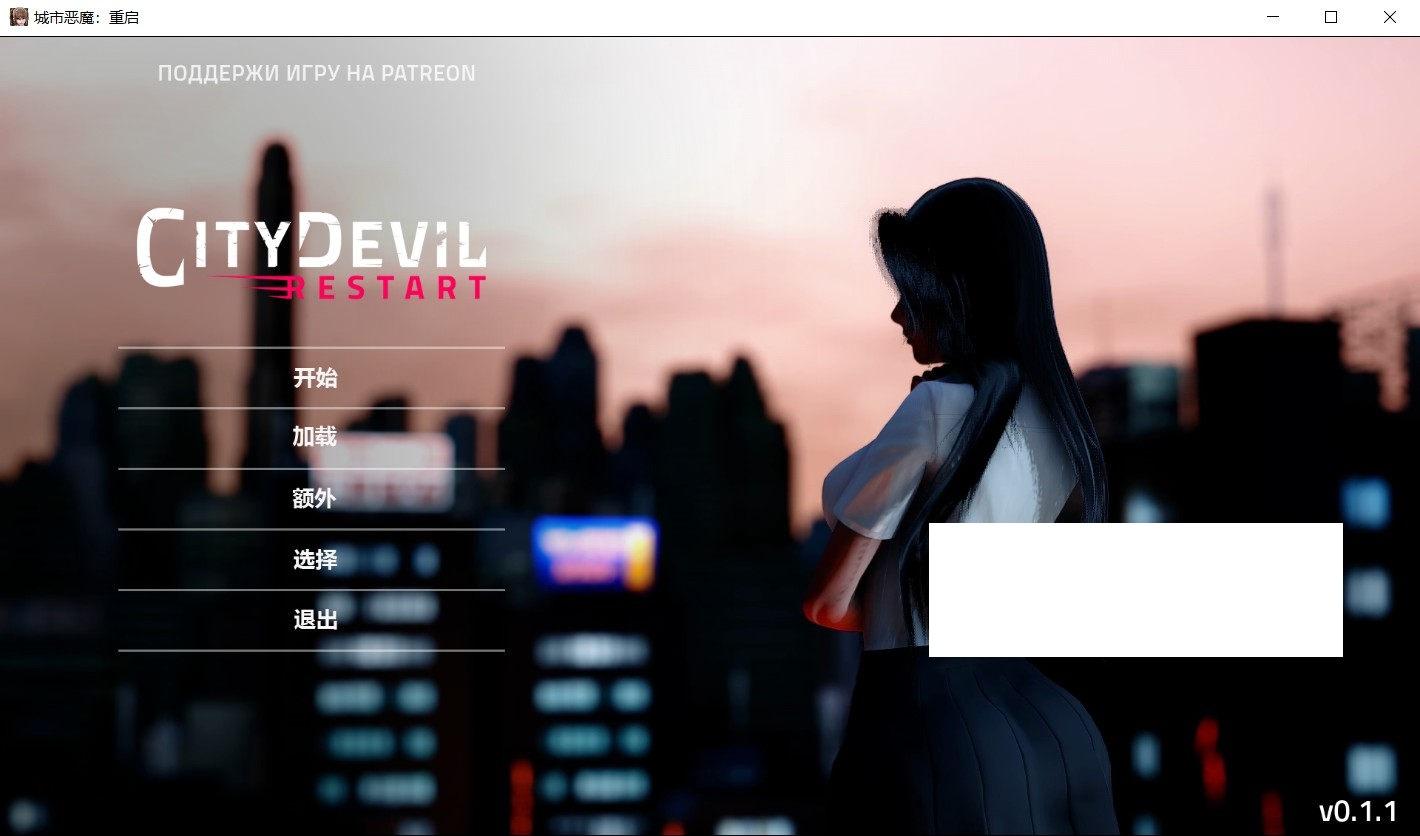 城市恶魔：重启
ПОДДЕРЖИ ИГРУ НА PATREON
CITYDEVIL
RESTART
开始
加载
额外
选择
退出
v0.1.1